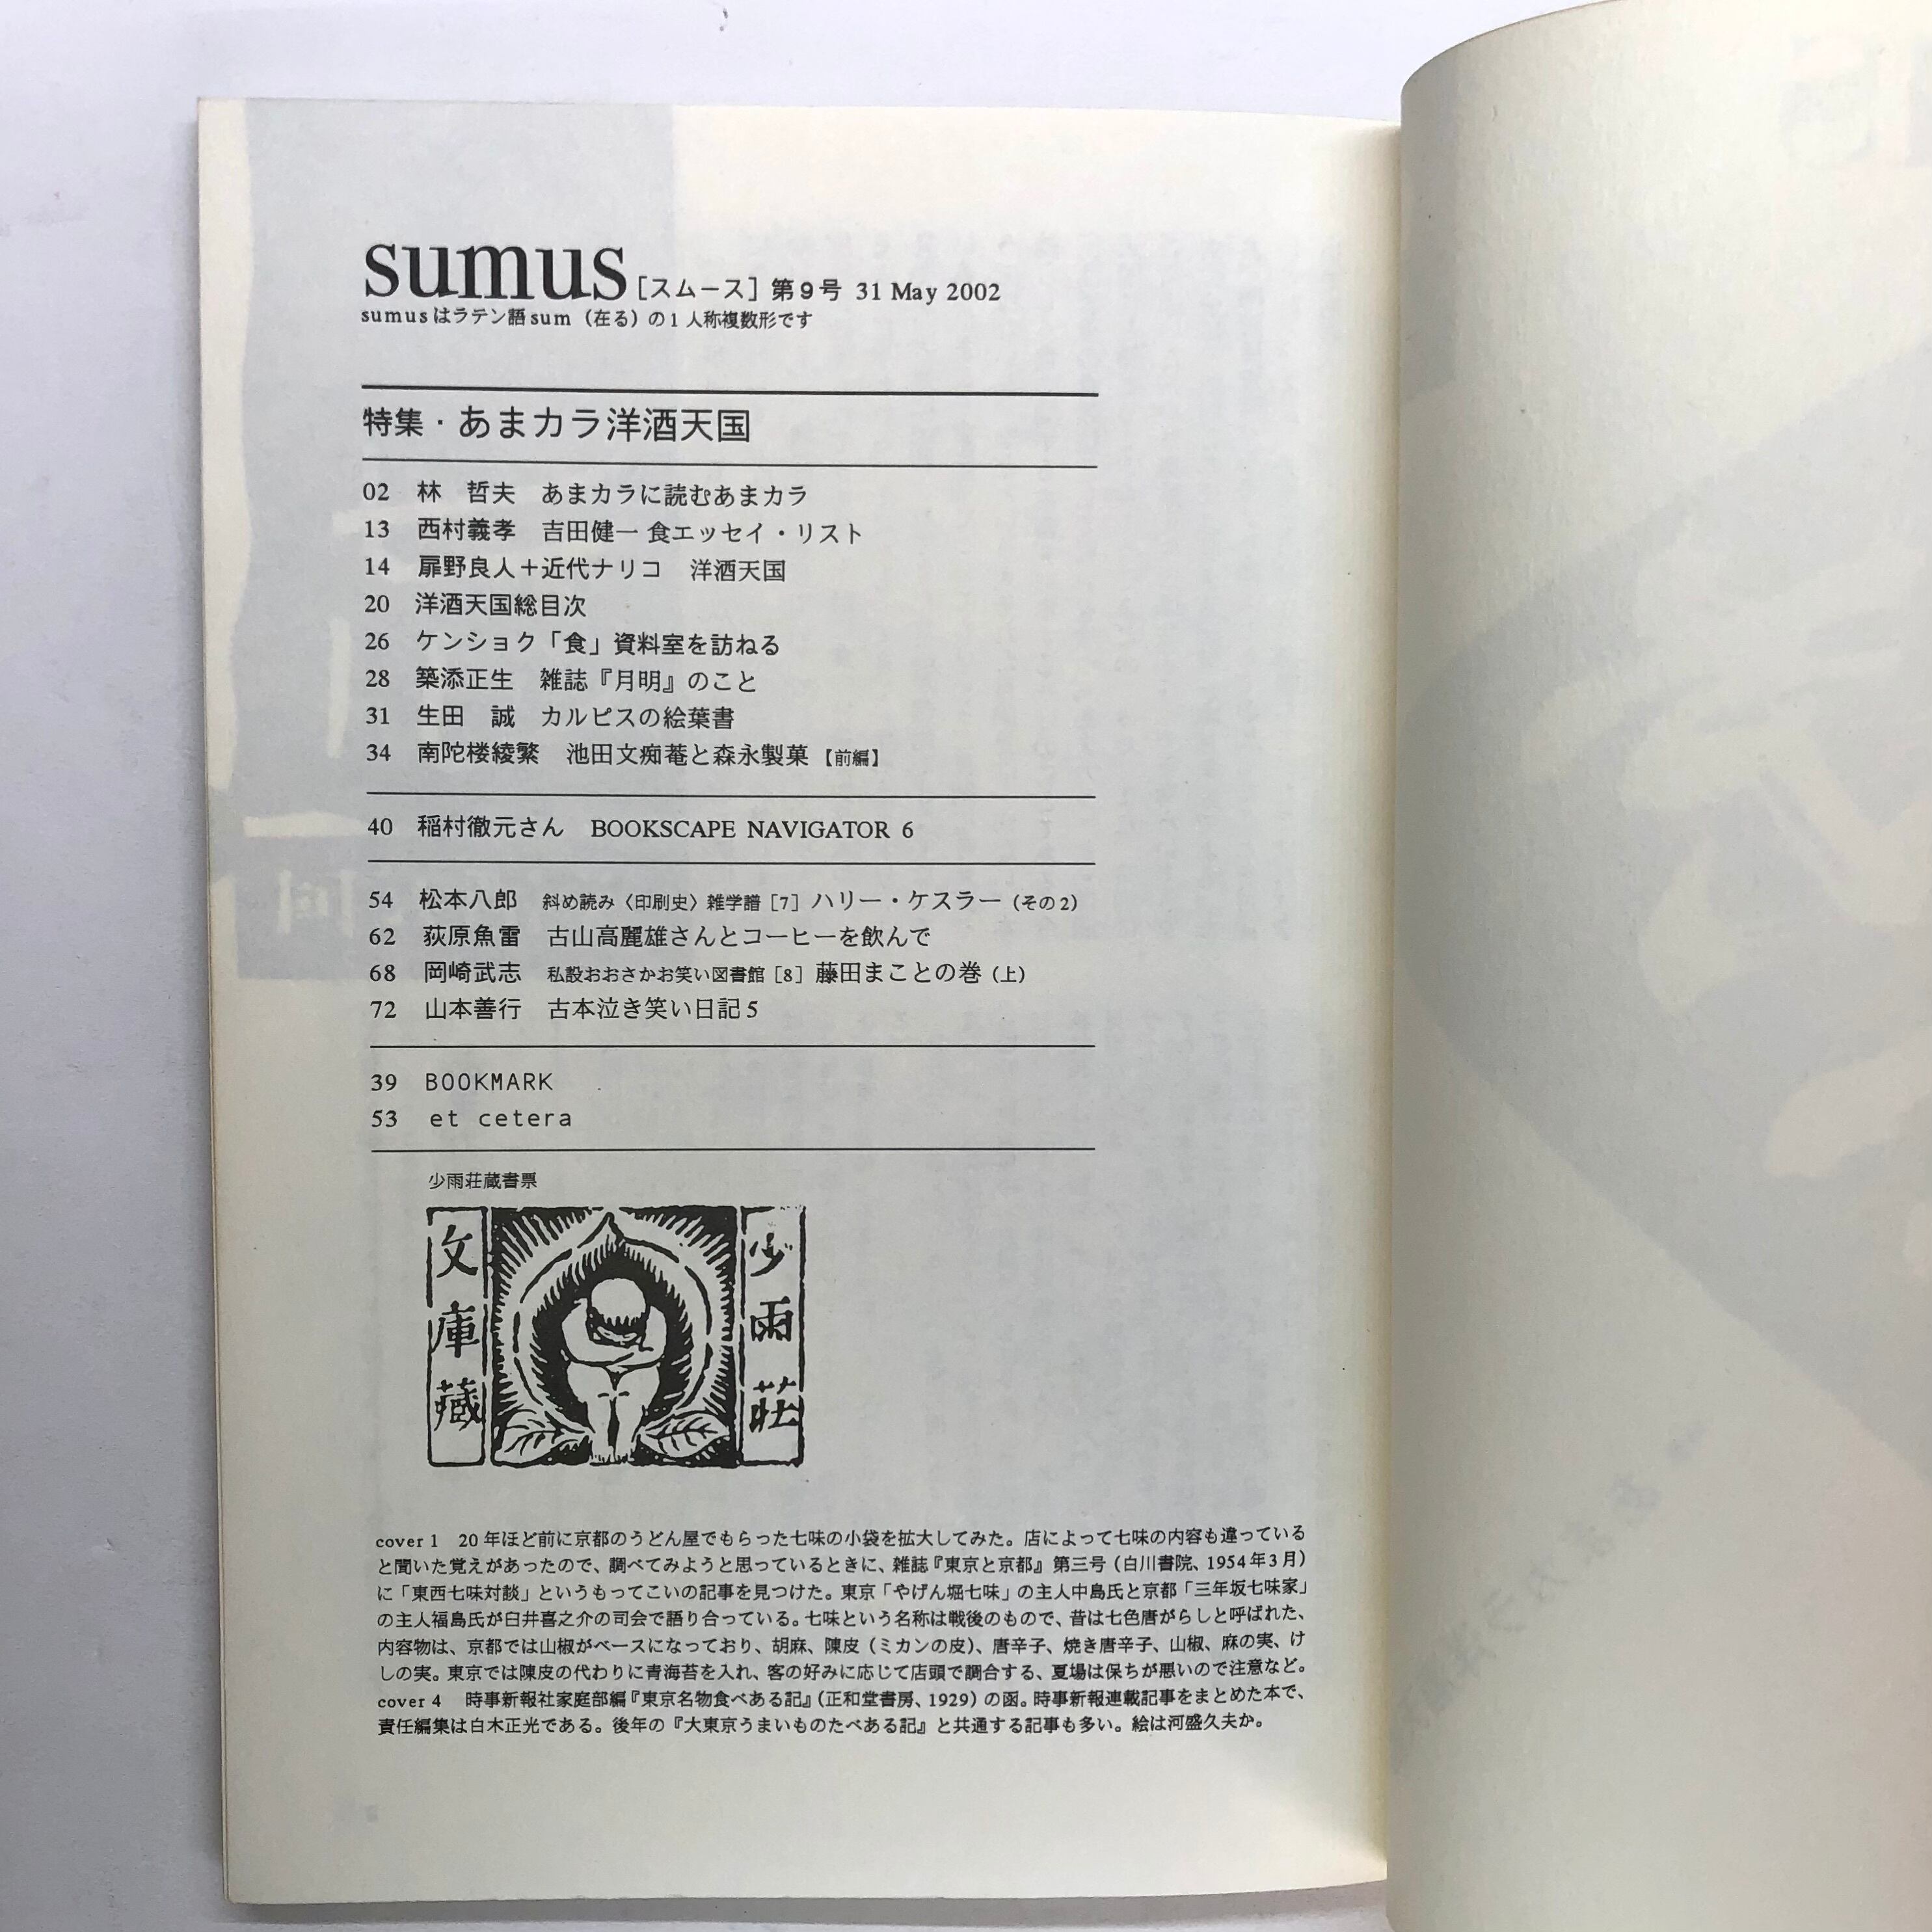 sumus［スムース］第9号 31 May 2002
sumusはラテン語sum（在る）の1人称複数形です
特集・あまカラ洋酒天国
02 林　哲夫　あまカラに読むあまカラ
13 西村義孝　吉田健一 食エッセイ・リスト
14 扉野良人＋近代ナリコ　洋酒天国
20 洋酒天国総目次
26 ケンショク「食」資料室を訪ねる
28 築添正生　雑誌『月明』のこと
31 生田　誠　カルピスの絵葉書
34 南陀楼綾繁　池田文痴菴と森永製菓【前編】
40 稲村徹元さん　BOOKSCAPE NAVIGATOR 6
54 松本八郎　斜め読み〈印刷史〉雑学譜［7］ハリー・ケスラー（その2）
62 荻原魚雷　古山高麗雄さんとコーヒーを飲んで
68 岡崎武志　私設おおさかお笑い図書館［8］藤田まことの巻（上）
72 山本善行　古本泣き笑い日記5
39 BOOKMARK
53 et cetera
少雨荘蔵書票
少雨荘
文庫蔵
cover 1　20年ほど前に京都のうどん屋でもらった七味の小袋を拡大してみた。店によって七味の内容も違っている
と聞いた覚えがあったので、調べてみようと思っているときに、雑誌『東京と京都』第三号（白川書院、1954年3月）
に「東西七味対談」というもってこいの記事を見つけた。東京「やげん堀七味」の主人中島氏と京都「三年坂七味家」
の主人福島氏が臼井喜之介の司会で語り合っている。七味という名称は戦後のもので、昔は七色唐がらしと呼ばれた、
内容物は、京都では山椒がベースになっており、胡麻、陳皮（ミカンの皮）、唐辛子、焼き唐辛子、山椒、麻の実、け
しの実。東京では陳皮の代わりに青海苔を入れ、客の好みに応じて店頭で調合する、夏場は保ちが悪いので注意など。
cover 4　時事新報社家庭部編『東京名物食べある記』（正和堂書房、1929）の函。時事新報連載記事をまとめた本で、
責任編集は白木正光である。後年の『大東京うまいものたべある記』と共通する記事も多い。絵は河盛久夫か。